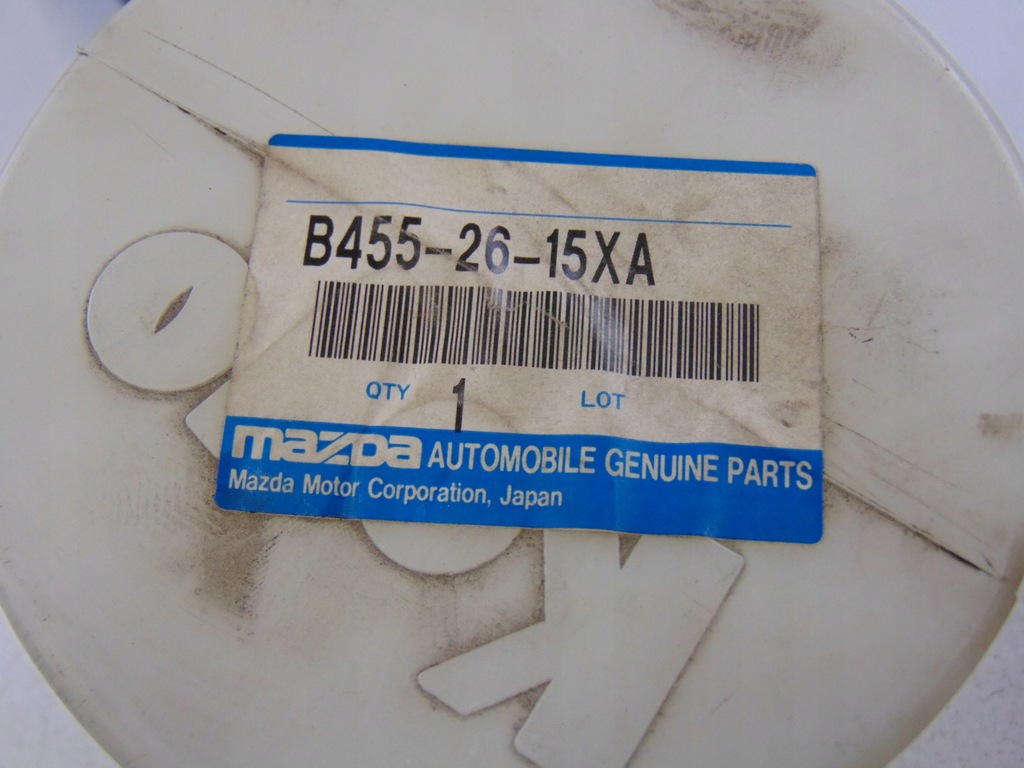 B455-26-15XA
QTY 1 LOT
mazda AUTOMOBILE GENUINE PARTS
Mazda Motor Corporation, Japan